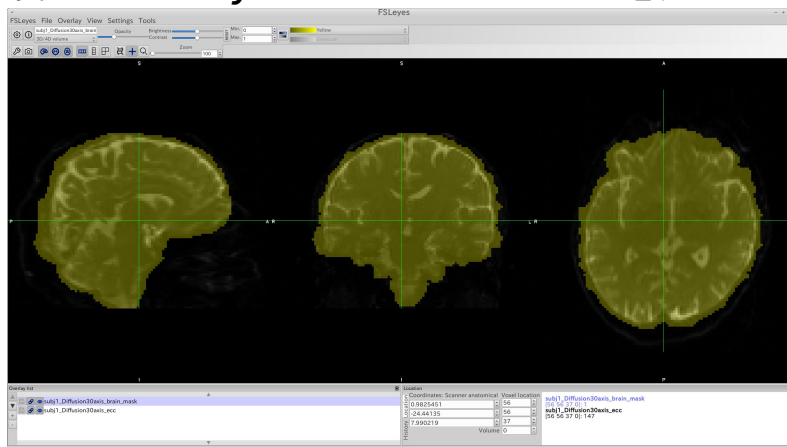 FSLeyes
FSLeyes File Overlay View Settings Tools
subj1_Diffusion30axis_brain
3D/4D volume
Opacity
Brightness
Contrast
Min. 0
Max. 1
Yellow
Zoom
100
S
S
A
P
A R
L R
I
I
P
Overlay list
subj1_Diffusion30axis_brain_mask
subj1_Diffusion30axis_ecc
Location
Coordinates: Scanner anatomical
Voxel location
0.9825451
56
-24.44135
56
7.990219
37
Volume 0
subj1_Diffusion30axis_brain_mask
[56 56 37 0]: 1
subj1_Diffusion30axis_ecc
[56 56 37 0]: 147